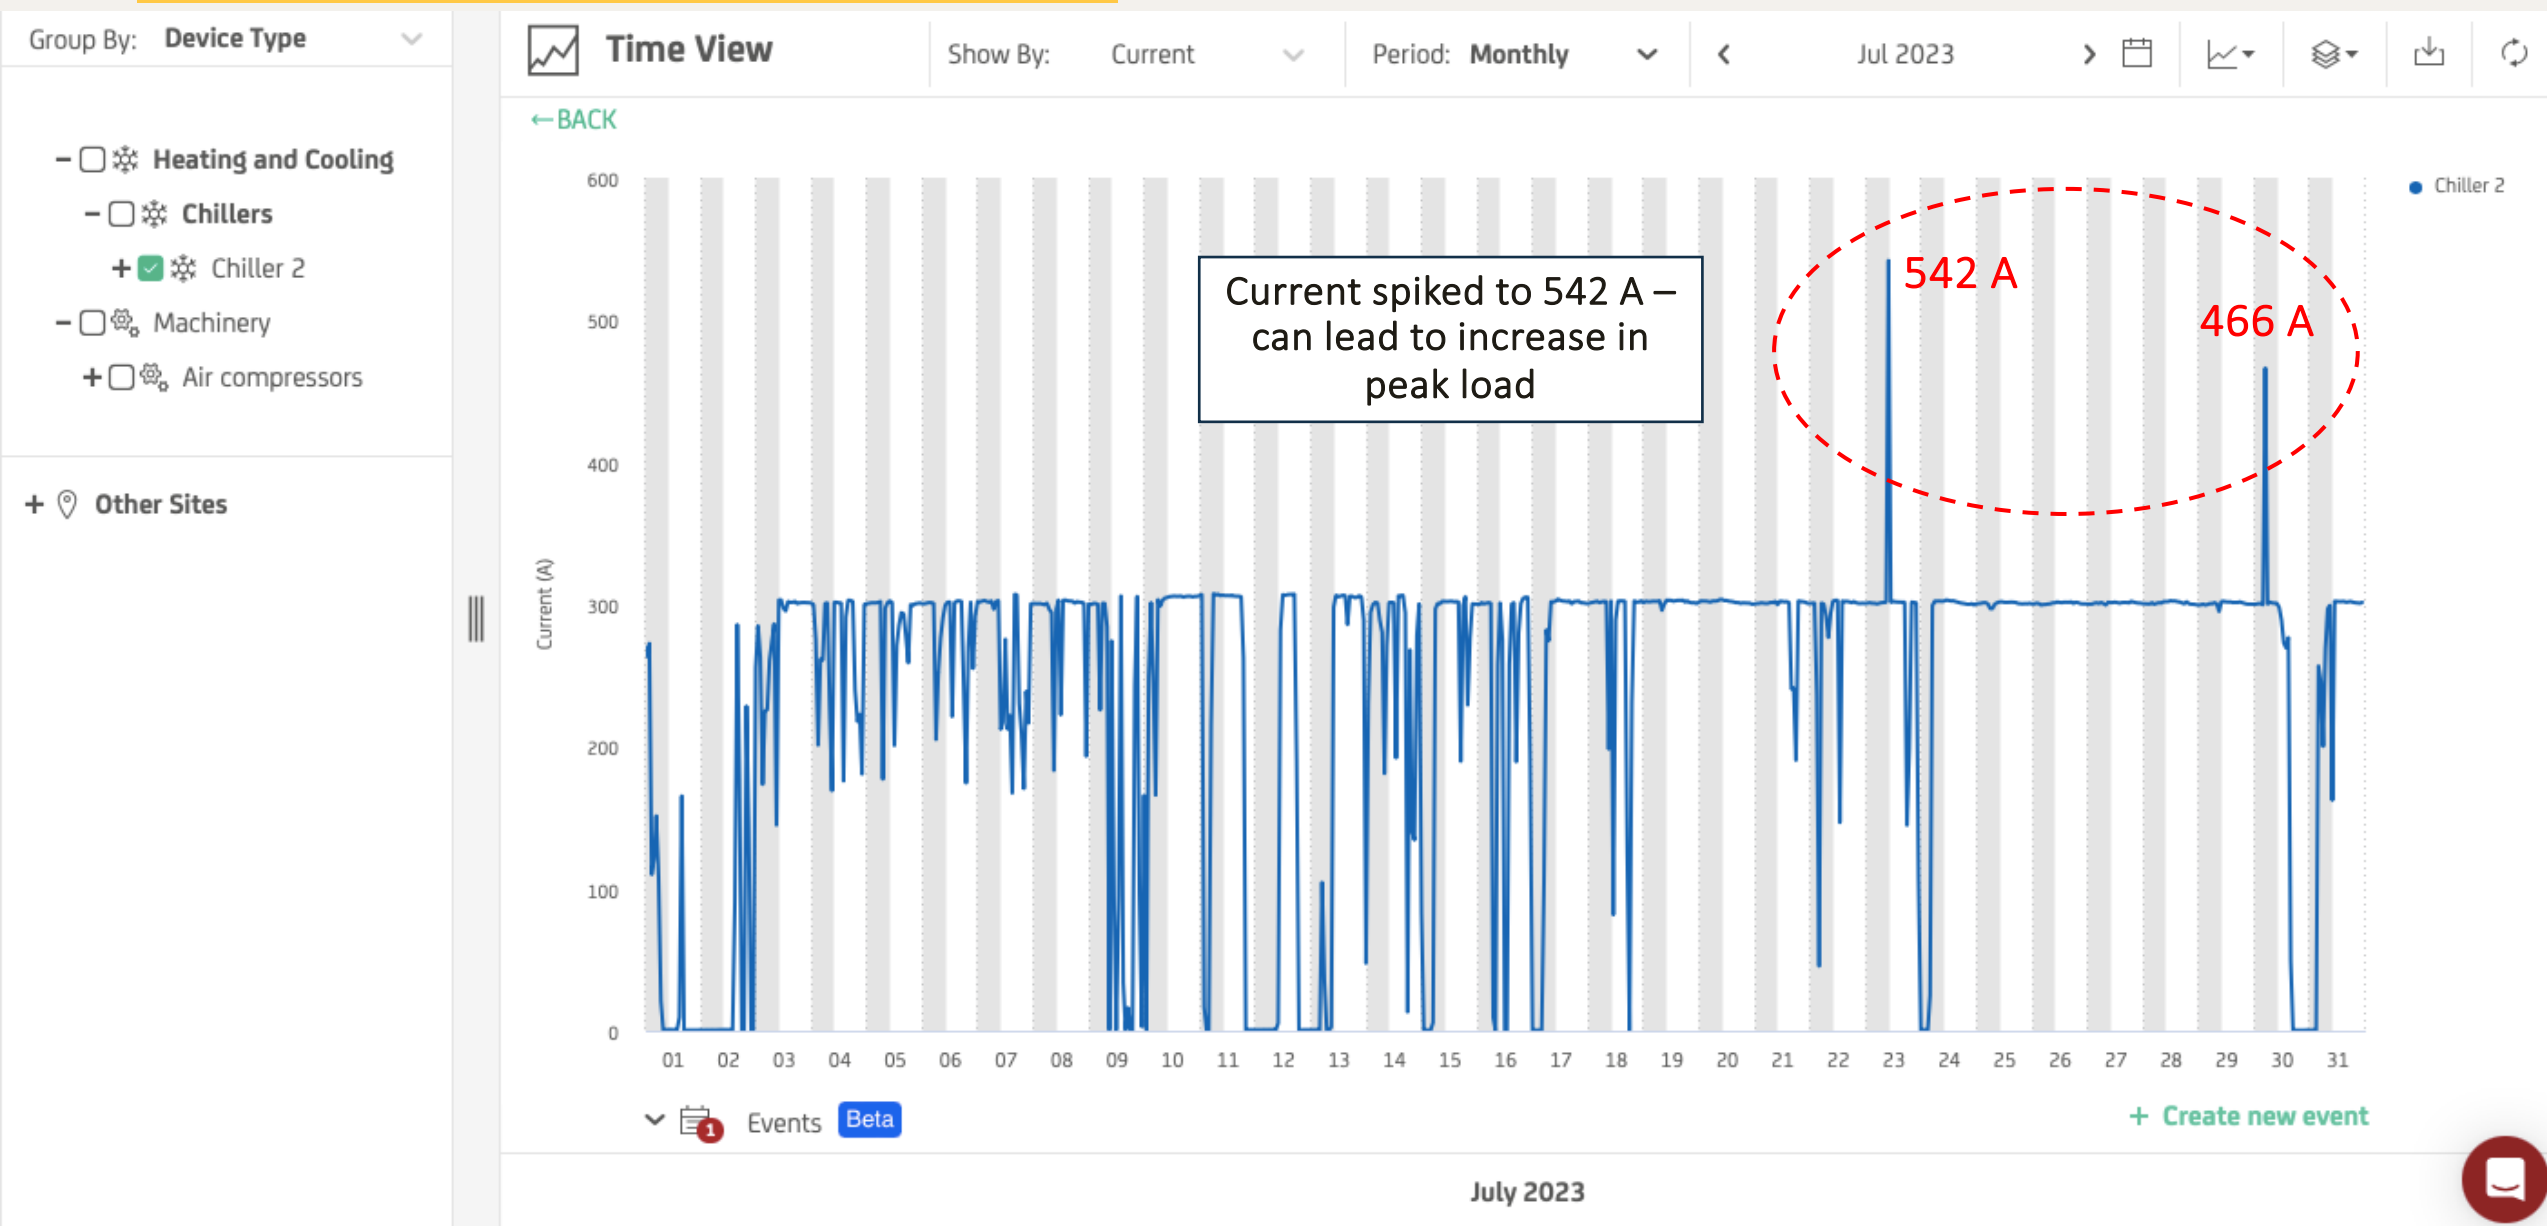 Group By: Device Type
Time View
Show By: Current
Period: Monthly
Jul 2023
←BACK
Heating and Cooling
Chillers
Chiller 2
Machinery
Air compressors
Other Sites
Chiller 2
Current (A)
600
500
400
300
200
100
0
Current spiked to 542 A –
can lead to increase in
peak load
542 A
466 A
01 02 03 04 05 06 07 08 09 10 11 12 13 14 15 16 17 18 19 20 21 22 23 24 25 26 27 28 29 30 31
1 Events Beta
+ Create new event
July 2023